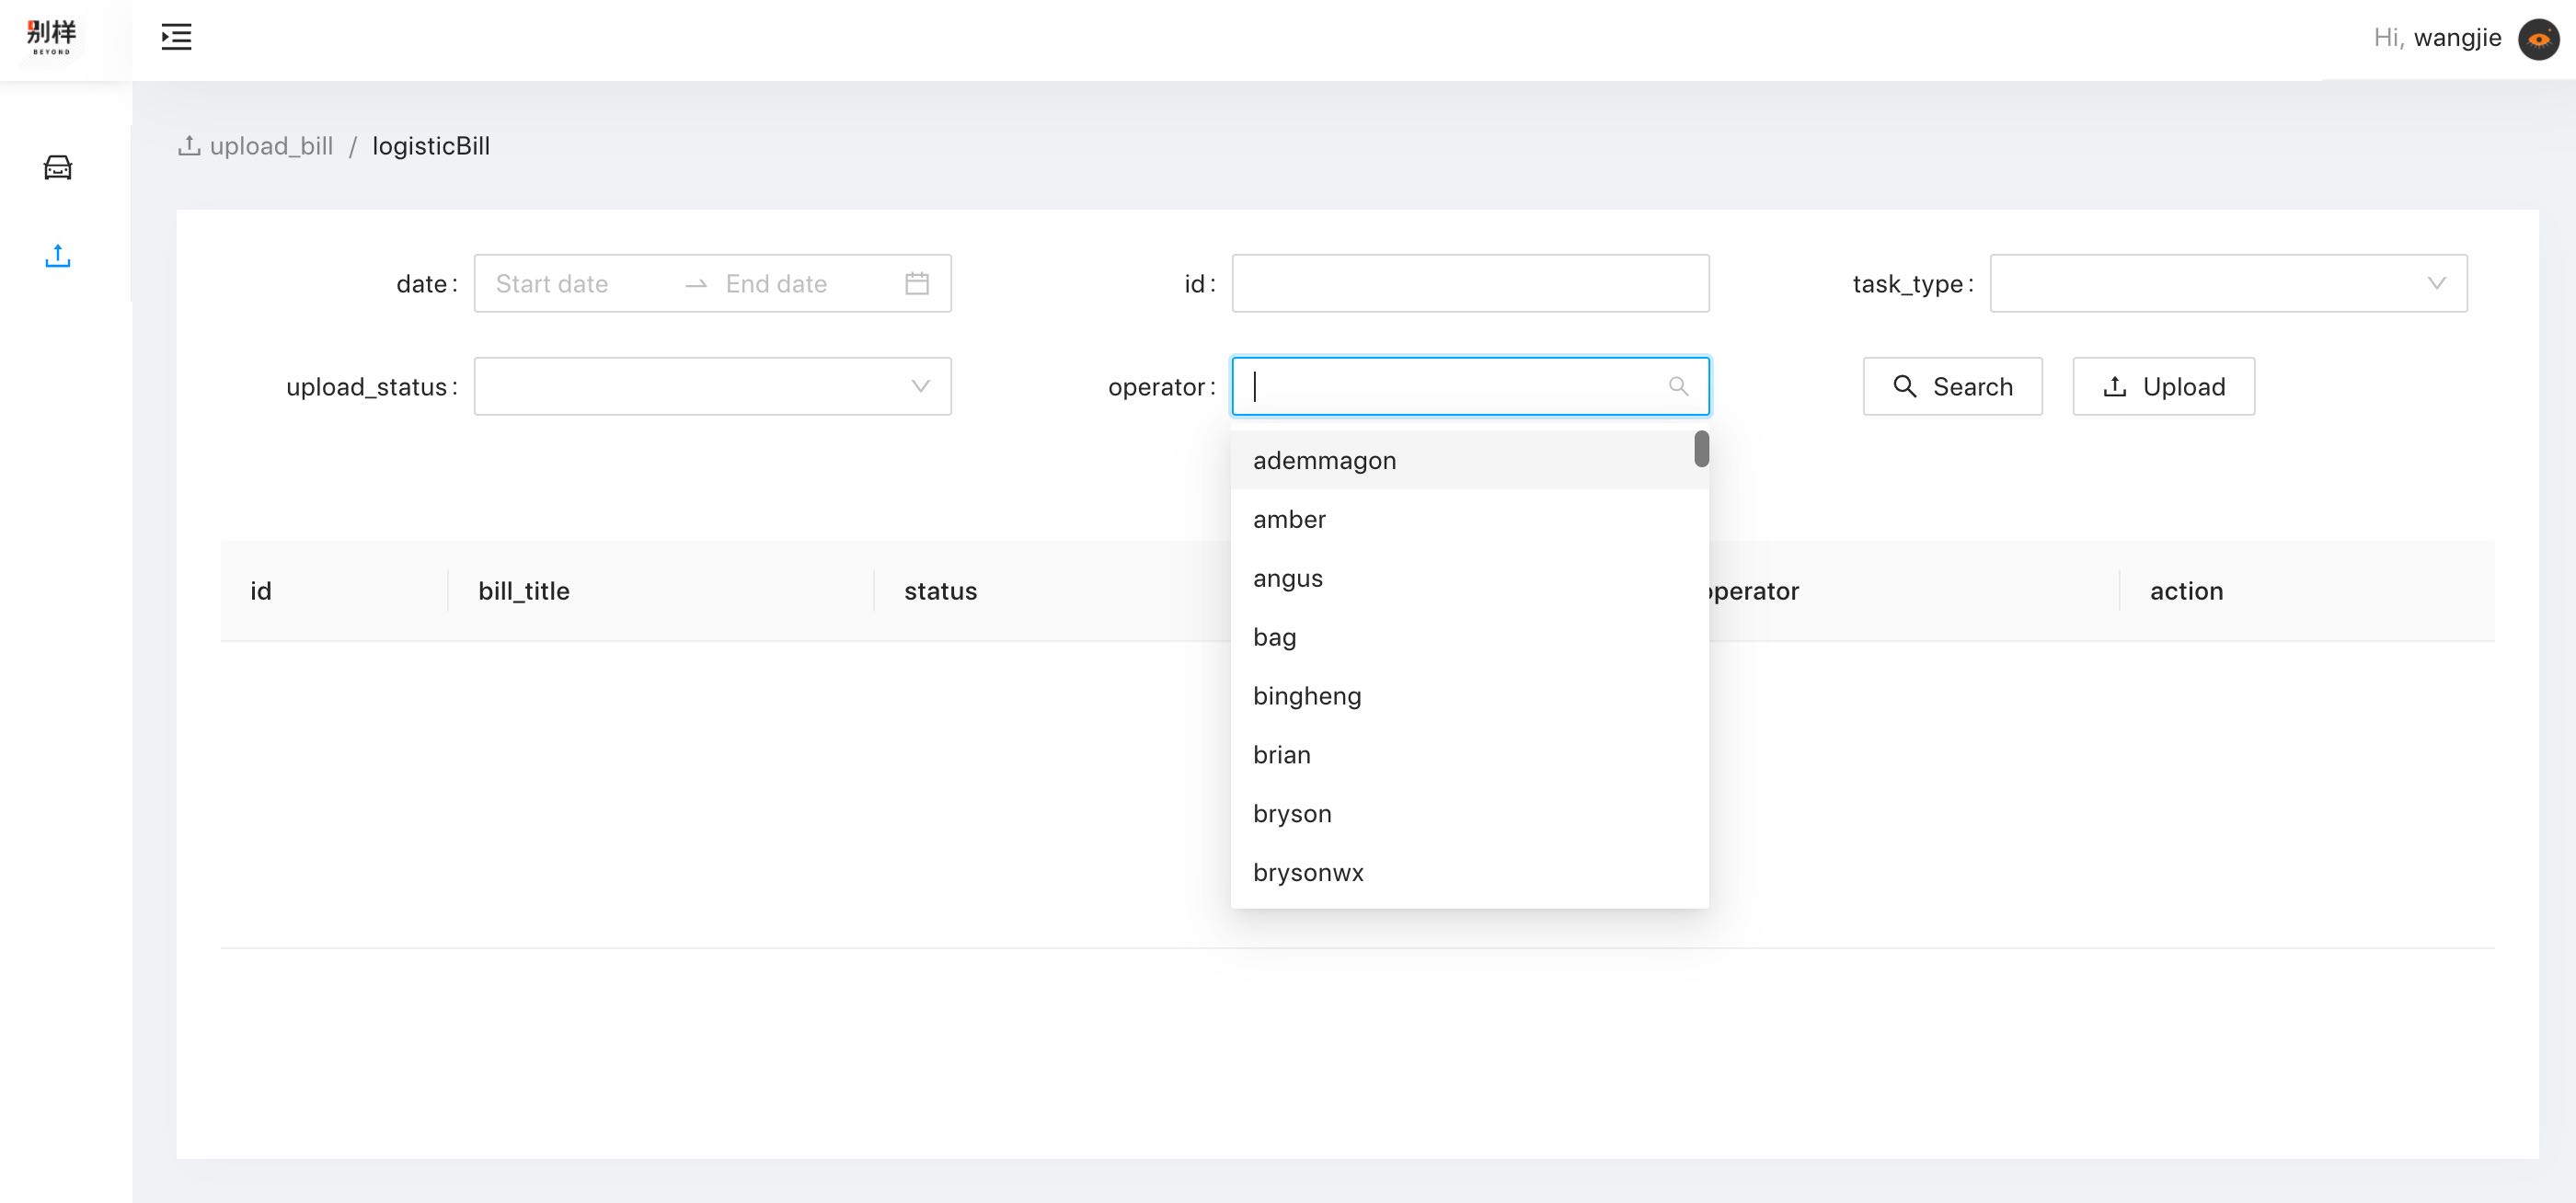 别样
BEYOND
Hi, wangjie
upload_bill / logisticBill
date :
Start date
End date
id :
task_type :
upload_status :
operator :
Search
Upload
ademmagon
amber
angus
bag
bingheng
brian
bryson
brysonwx
id
bill_title
status
operator
action